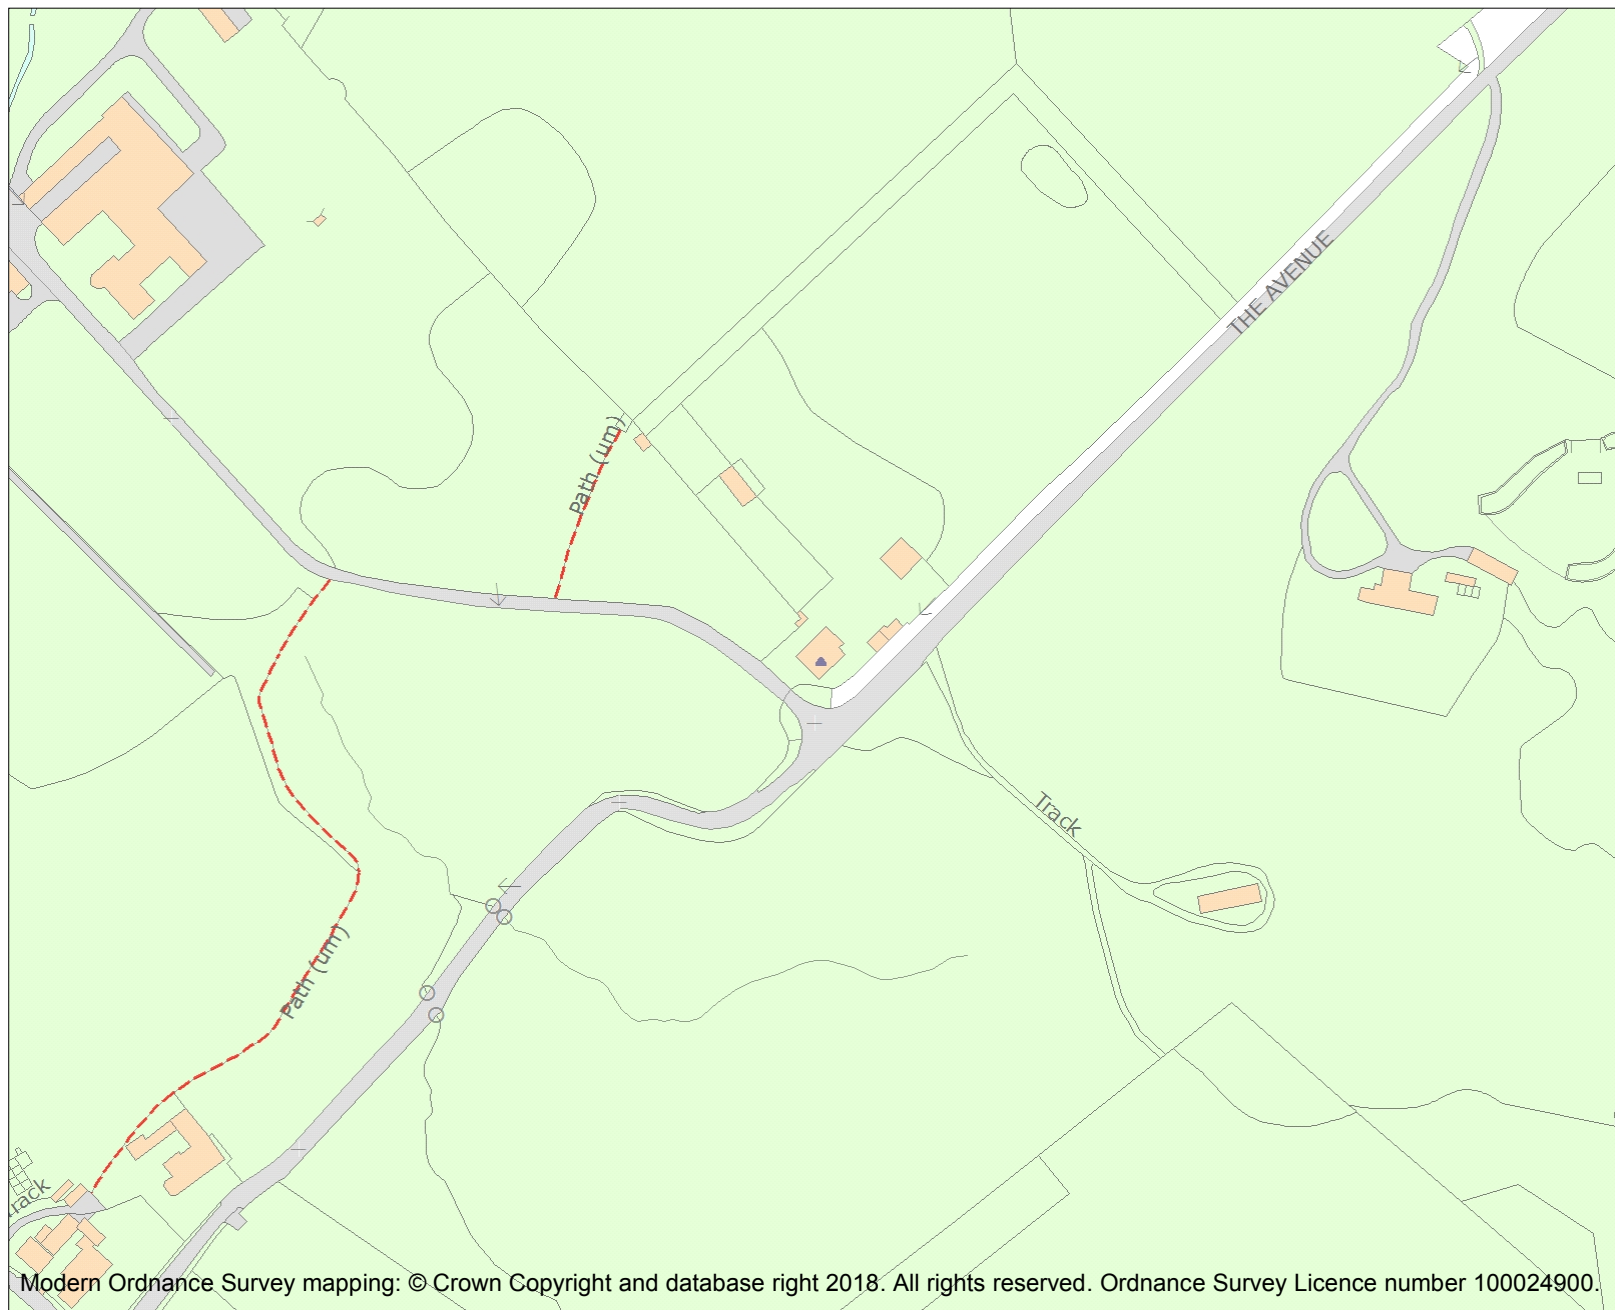 THE AVENUE
Path (um)
Track
Path (um)
Modern Ordnance Survey mapping: © Crown Copyright and database right 2018. All rights reserved. Ordnance Survey Licence number 100024900.